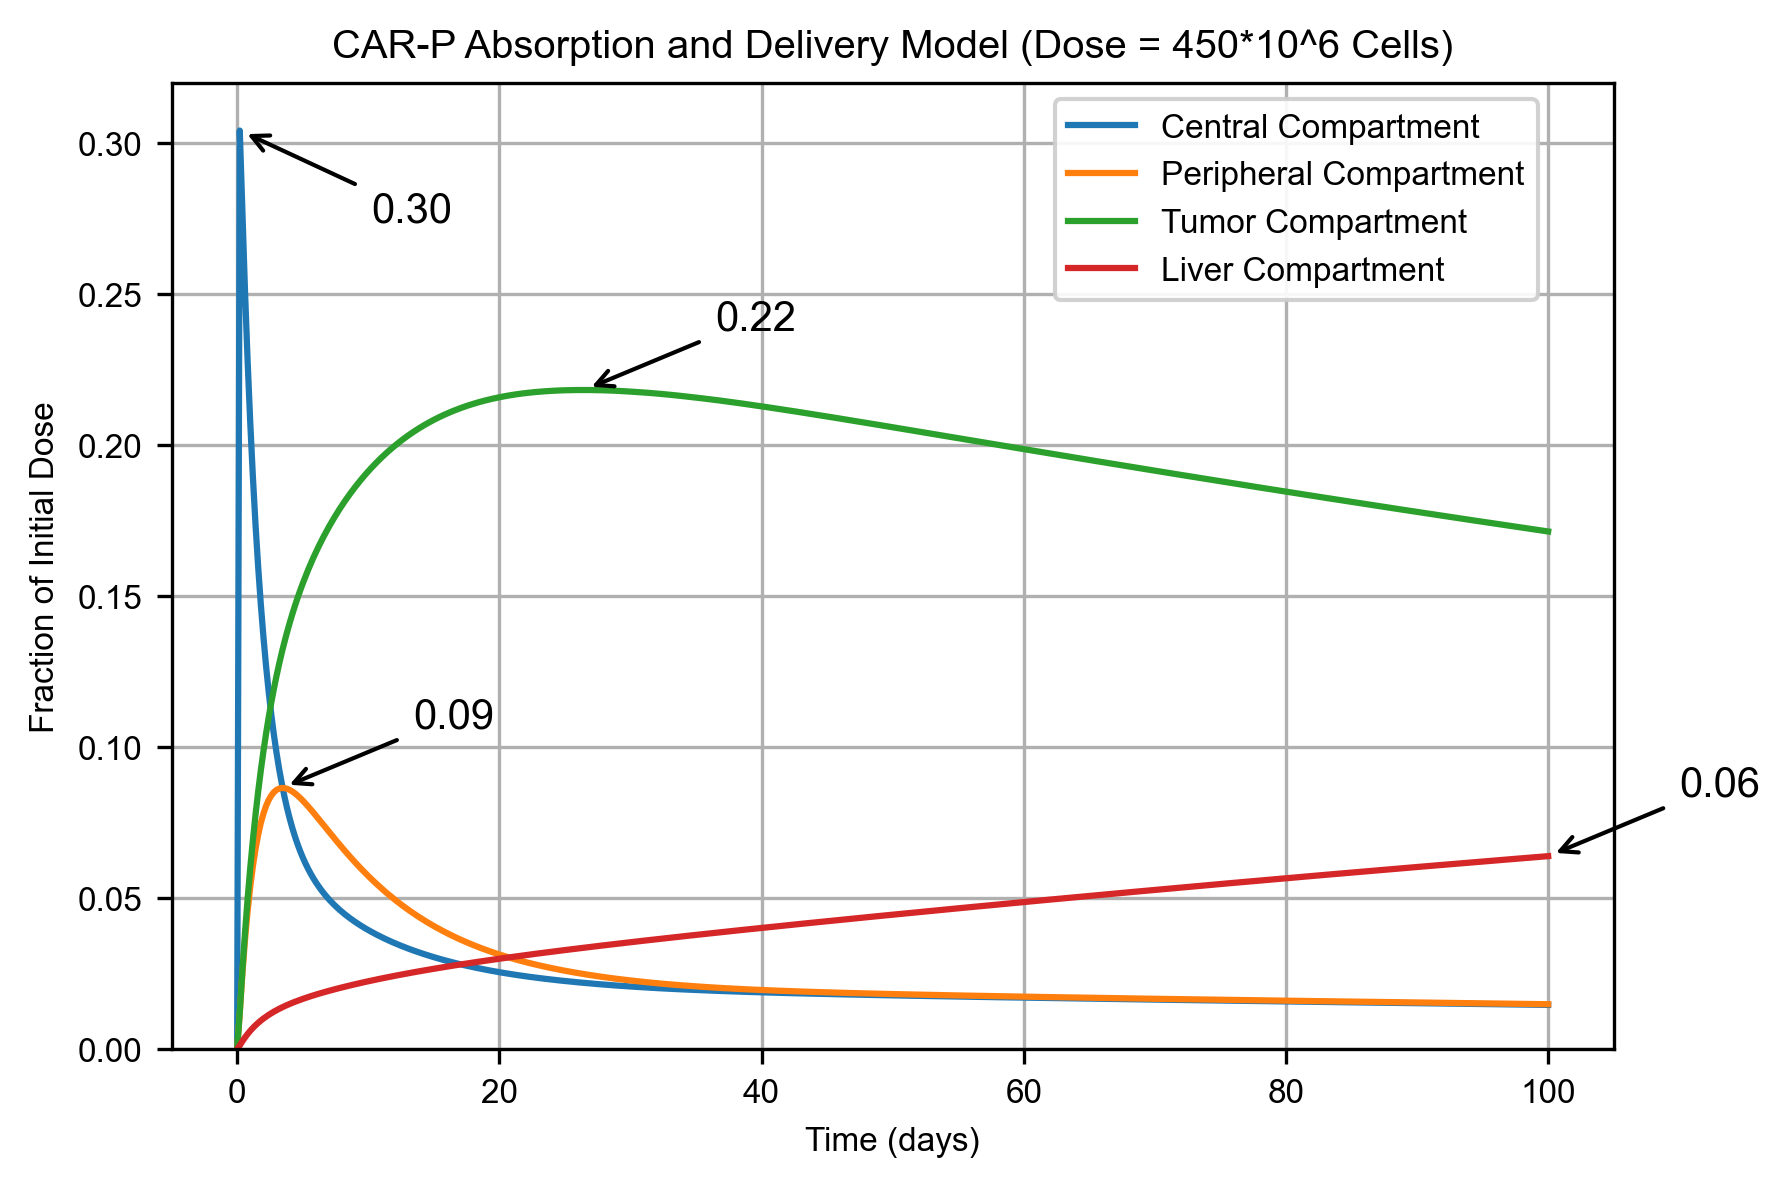 CAR-P Absorption and Delivery Model (Dose = 450*10^6 Cells)
Central Compartment
Peripheral Compartment
Tumor Compartment
Liver Compartment
0.30
0.22
0.09
0.06
Fraction of Initial Dose
0.30
0.25
0.20
0.15
0.10
0.05
0.00
0 20 40 60 80 100
Time (days)